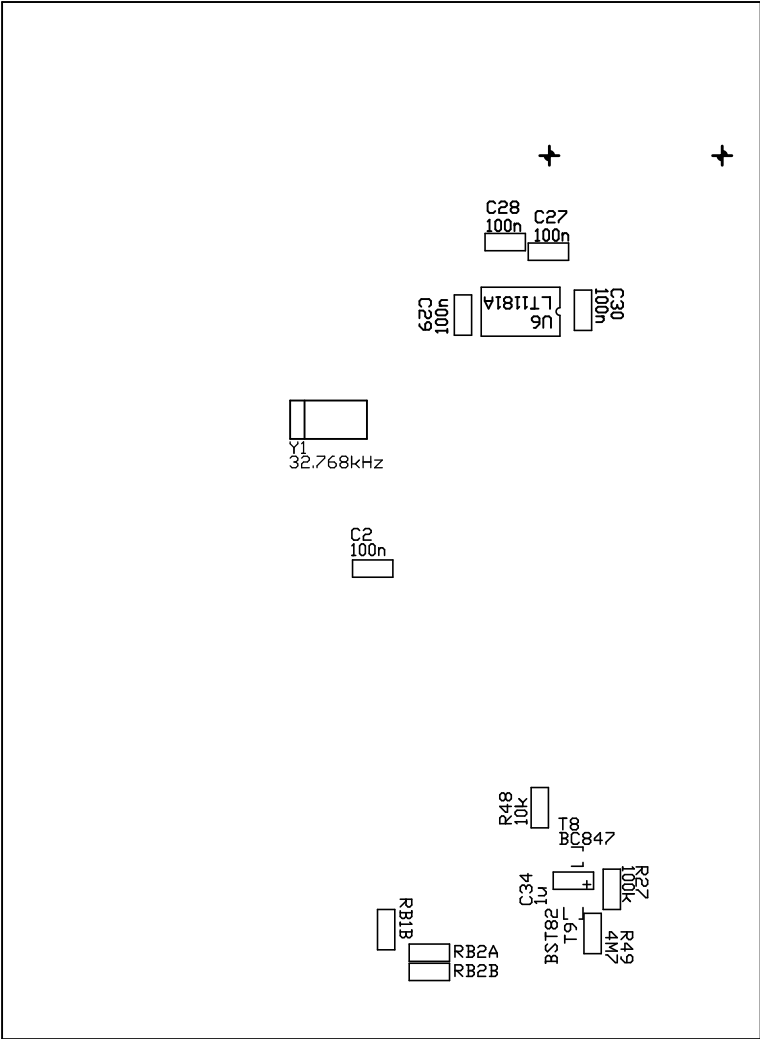 C28
100n
C27
100n
C29
100n
LT1181A
U6
C30
100n
Y1
32.768kHz
C2
100n
R48
10k
T8
BC847
C34
1u
+
R27
100k
BST82
T9
R49
4M7
RB1B
RB2A
RB2B